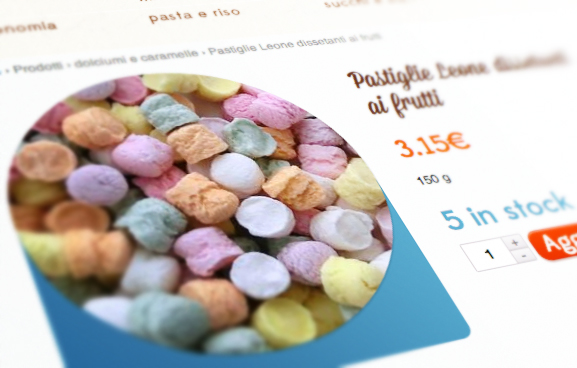 pasta e riso
› Prodotti › dolciumi e caramelle › Pastiglie Leone dissetanti ai frutti
Pastiglie Leone dissetanti
ai frutti
3.15€
150 g
5 in stock
1
+
-